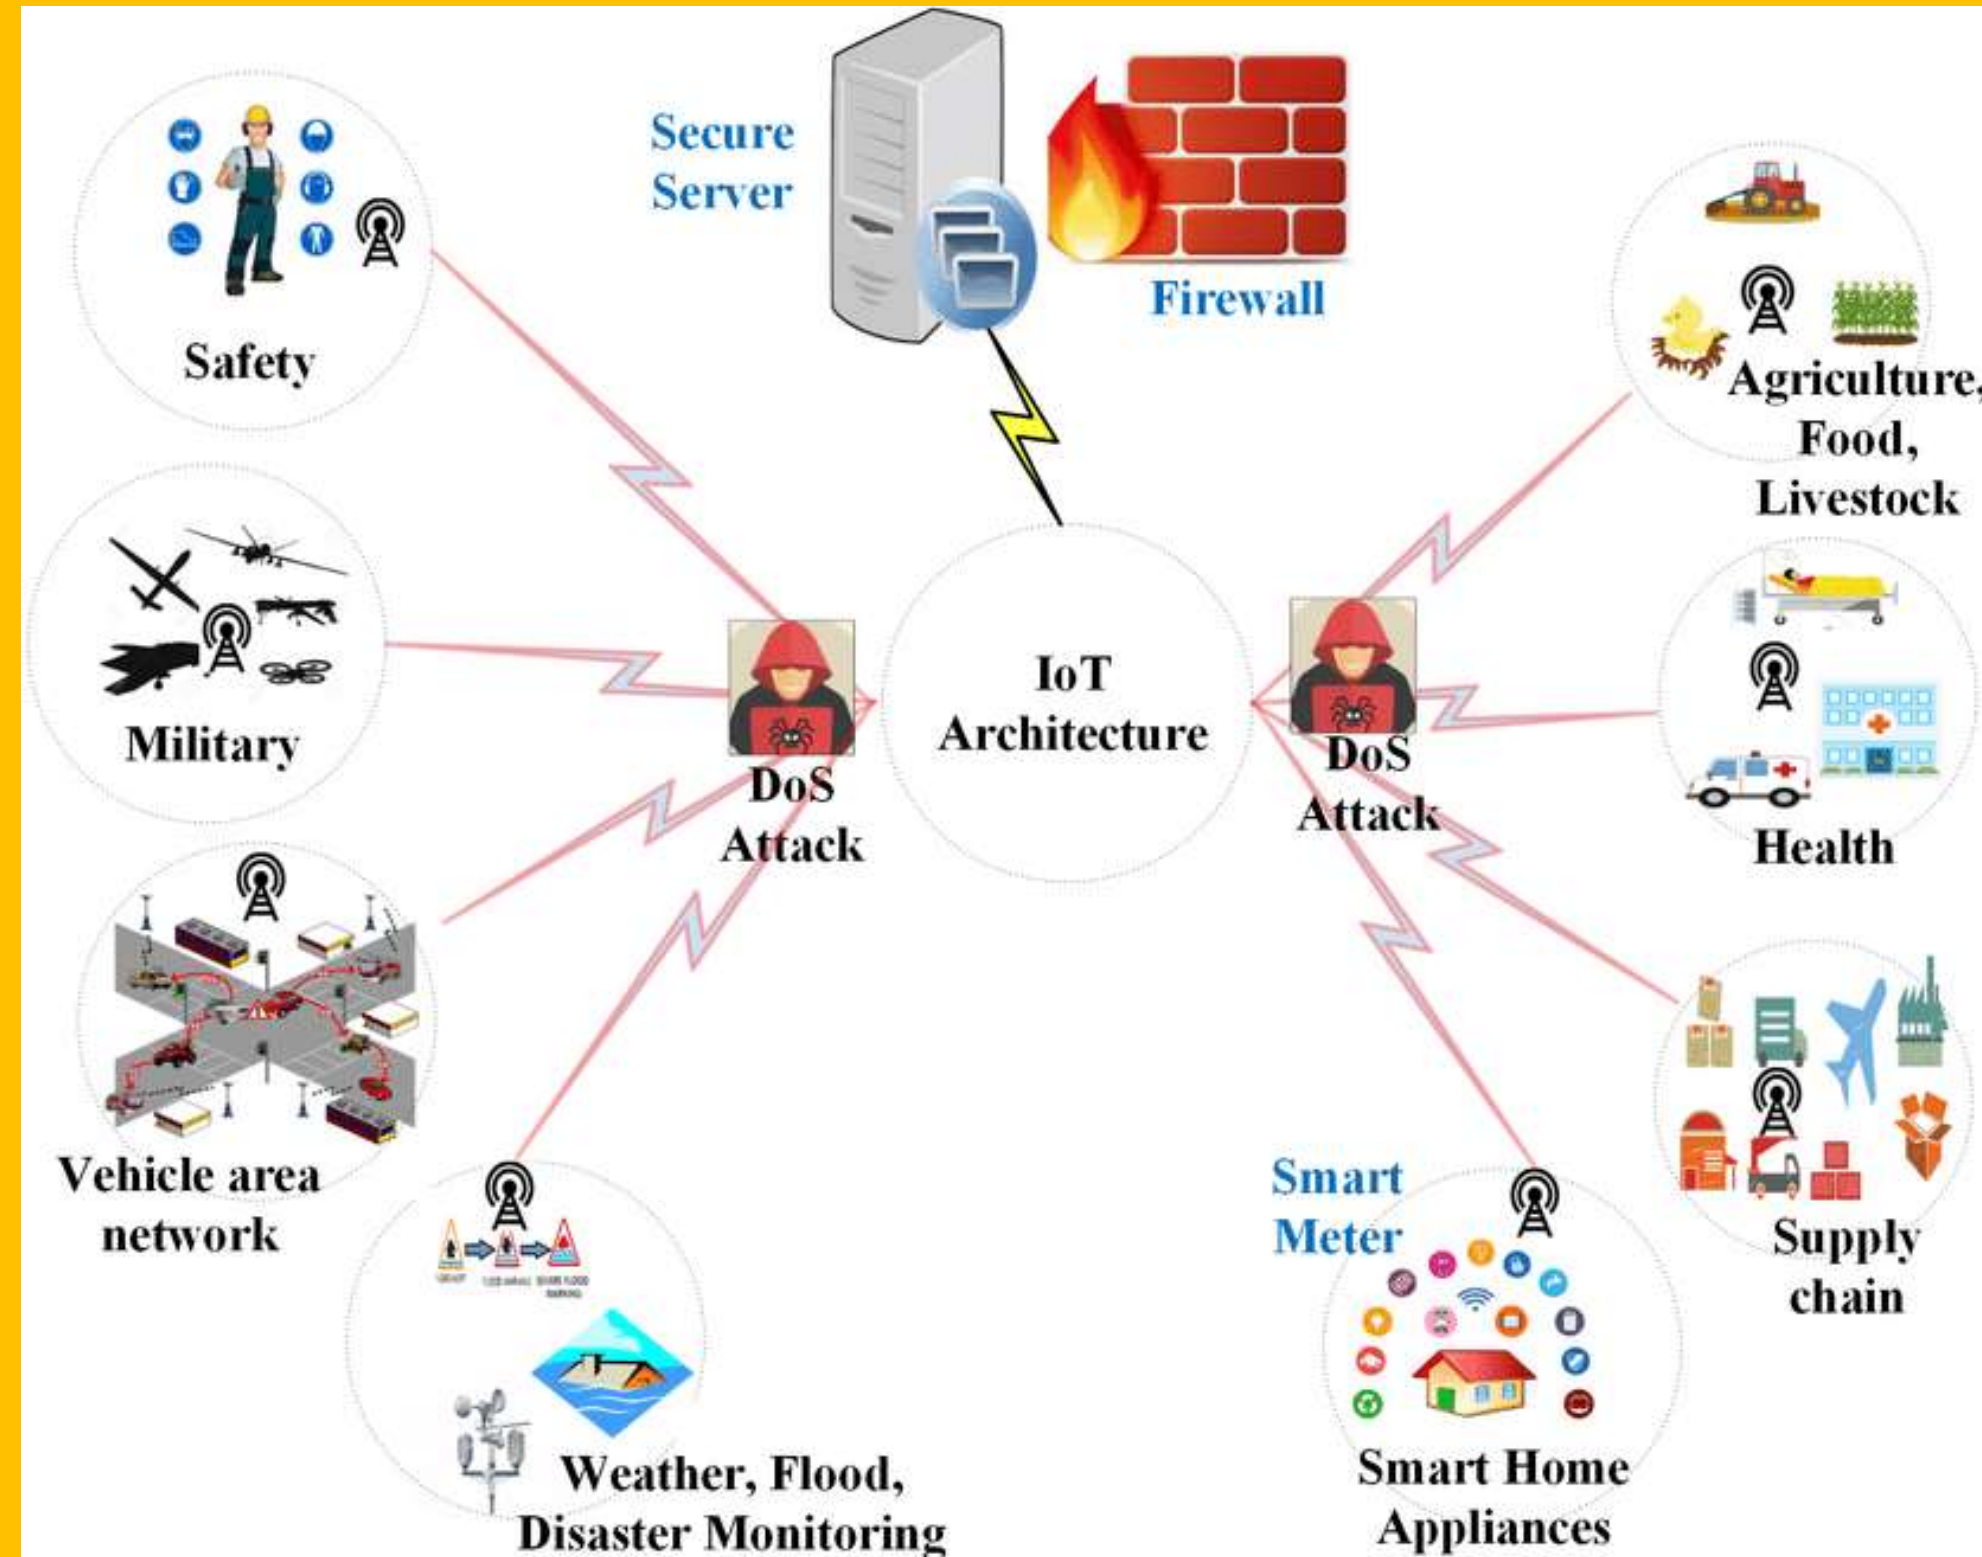 Secure
Server
Firewall
Safety
Agriculture,
Food,
Livestock
Military
IoT
Architecture
DoS
Attack
DoS
Attack
Health
Vehicle area
network
Smart
Meter
Supply
chain
Weather, Flood,
Disaster Monitoring
Smart Home
Appliances